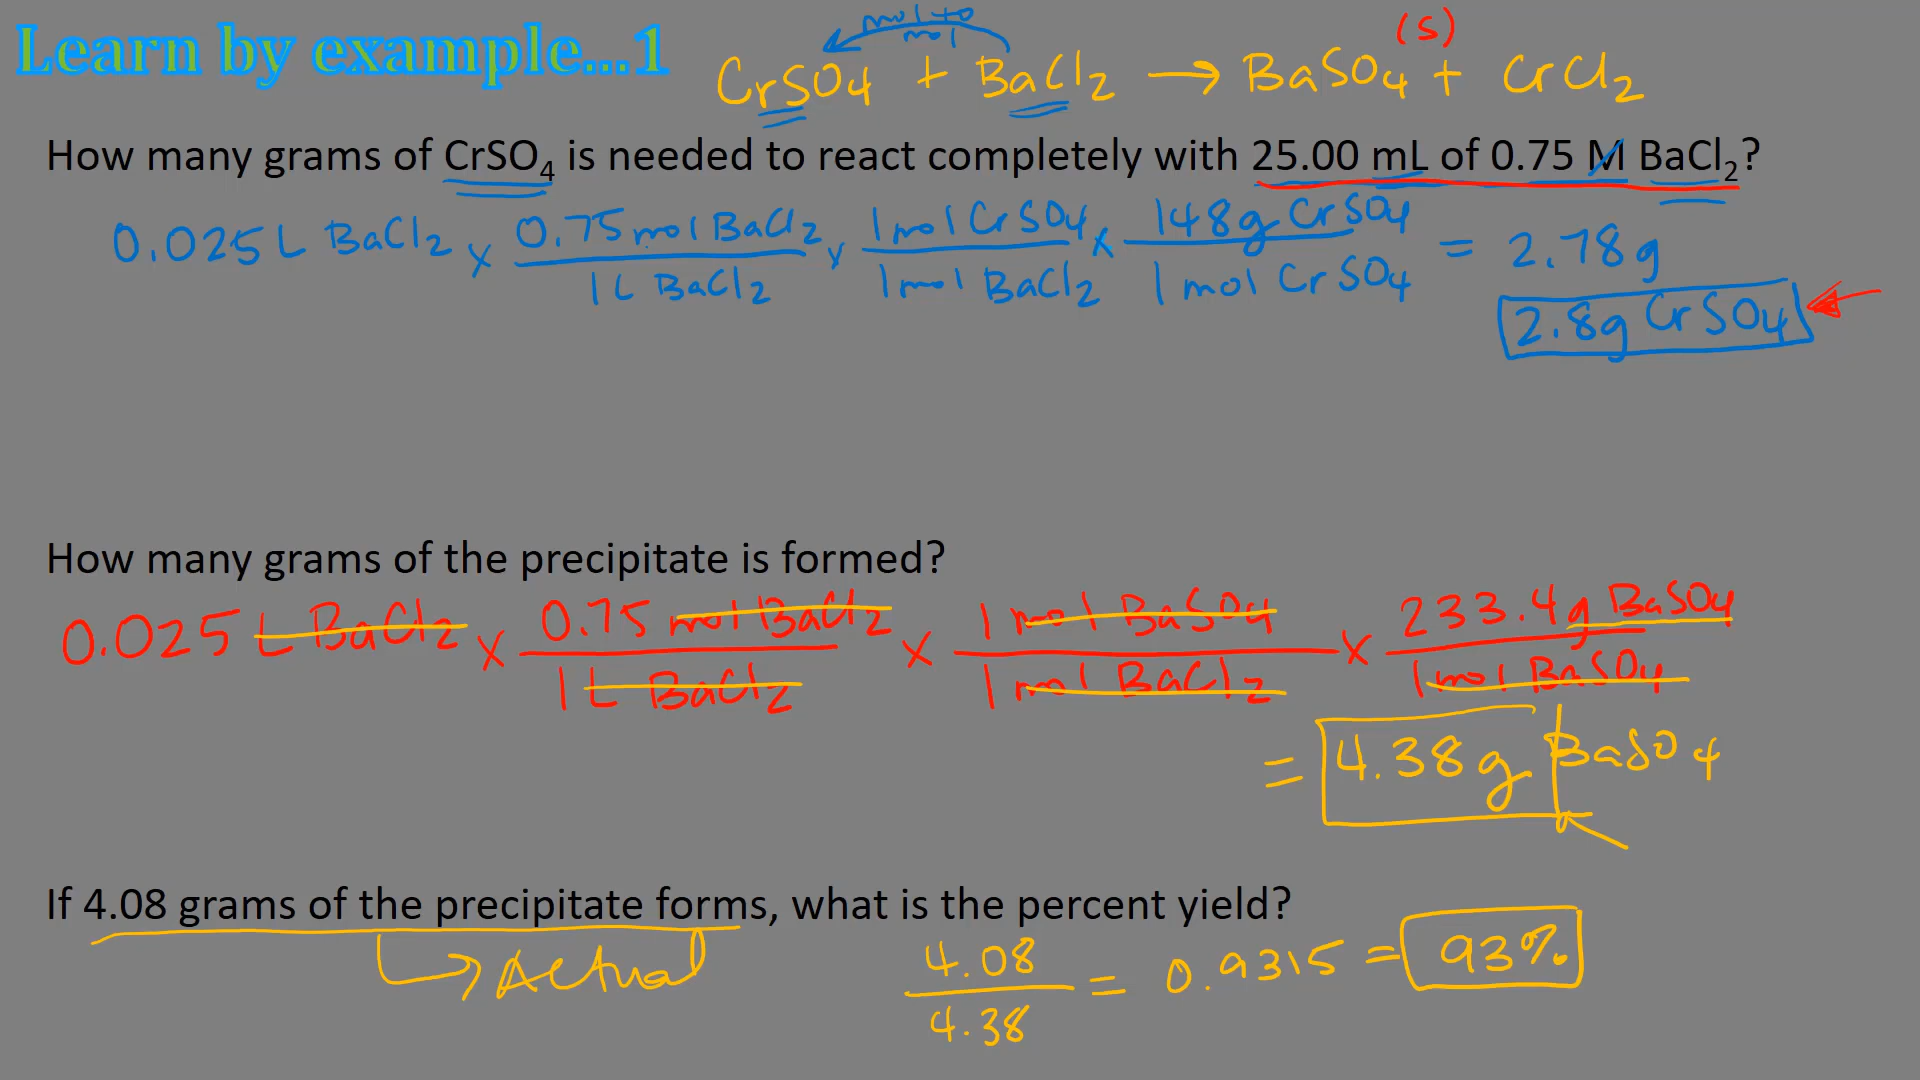 Learn by example...1
mol to
mol
CrSO4 + BaCl2 → BaSO4 (s) + CrCl2
How many grams of CrSO₄ is needed to react completely with 25.00 mL of 0.75 M BaCl₂?
0.025 L BaCl2 x 0.75 mol BaCl2 / 1 L BaCl2 x 1 mol CrSO4 / 1 mol BaCl2 x 148g CrSO4 / 1 mol CrSO4 = 2.78g
2.8g CrSO4
How many grams of the precipitate is formed?
0.025 L BaCl2 x 0.75 mol BaCl2 / 1 L BaCl2 x 1 mol BaSO4 / 1 mol BaCl2 x 233.4g BaSO4 / 1 mol BaSO4
= 4.38 g BaSO4
If 4.08 grams of the precipitate forms, what is the percent yield?
Actual
4.08 / 4.38 = 0.9315 = 93%